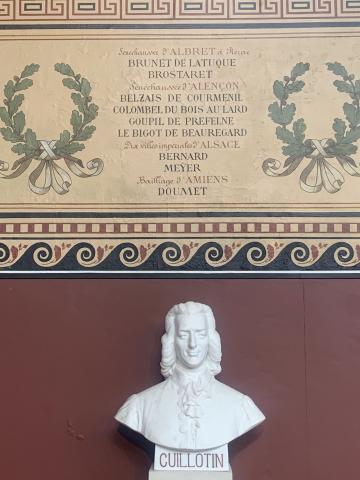 Sénéchaussée d'ALBRET à Nérac
BRUNET DE LATUQUE
BROSTARET
Sénéchaussée d'ALENÇON
BELZAIS DE COURMENIL
COLOMBEL DU BOIS AU LARD
GOUPIL DE PREFELNE
LE BIGOT DE BEAUREGARD
Dix villes impériales d'ALSACE
BERNARD
MEYER
Bailliage d'AMIENS
DOUMET
GUILLOTIN